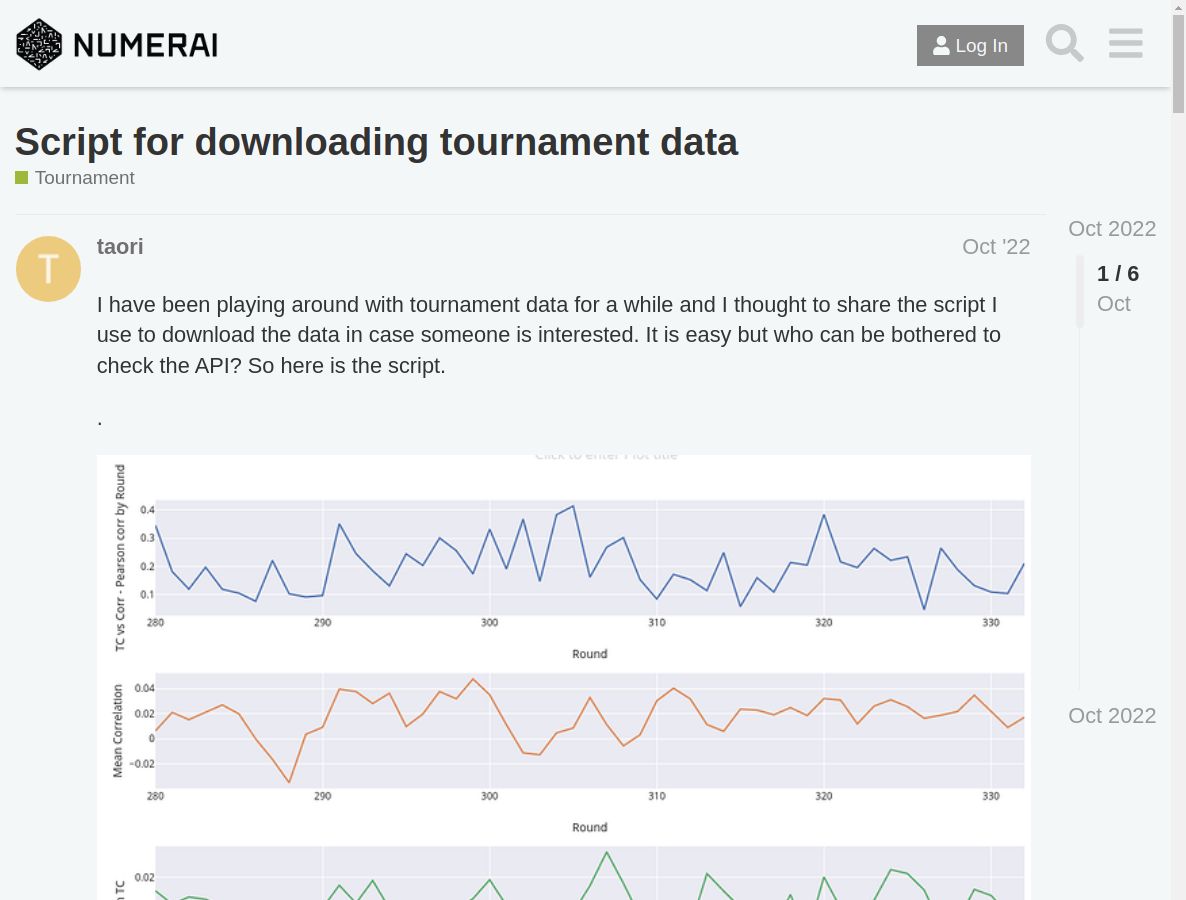 NUMERAI
Log In
Script for downloading tournament data
Tournament
T
taori
Oct '22
I have been playing around with tournament data for a while and I thought to share the script I
use to download the data in case someone is interested. It is easy but who can be bothered to
check the API? So here is the script.
.
Oct 2022
1 / 6
Oct
Oct 2022
Click to enter Plot title
TC vs Corr - Pearson corr by Round
0.4
0.3
0.2
0.1
280
290
300
310
320
330
Round
Mean Correlation
0.04
0.02
0
−0.02
280
290
300
310
320
330
Round
TC
0.02